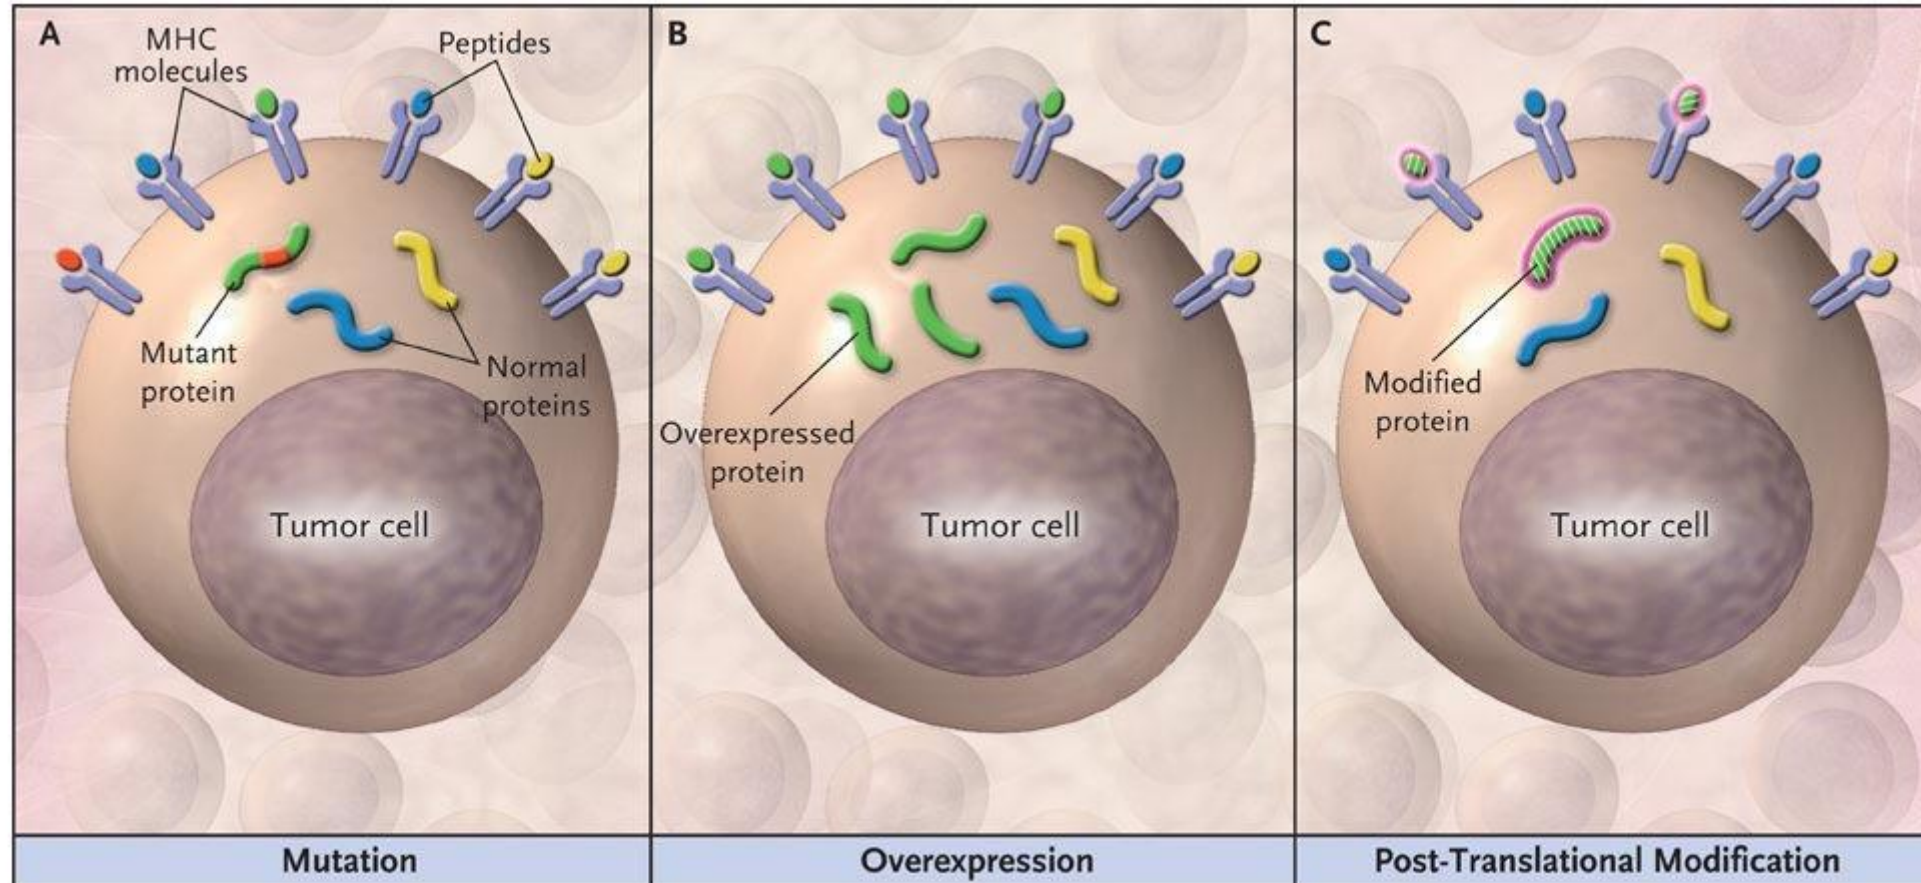 A
MHC
molecules
Peptides
Mutant
protein
Normal
proteins
Tumor cell
Mutation
B
Overexpressed
protein
Tumor cell
Overexpression
C
Modified
protein
Tumor cell
Post-Translational Modification